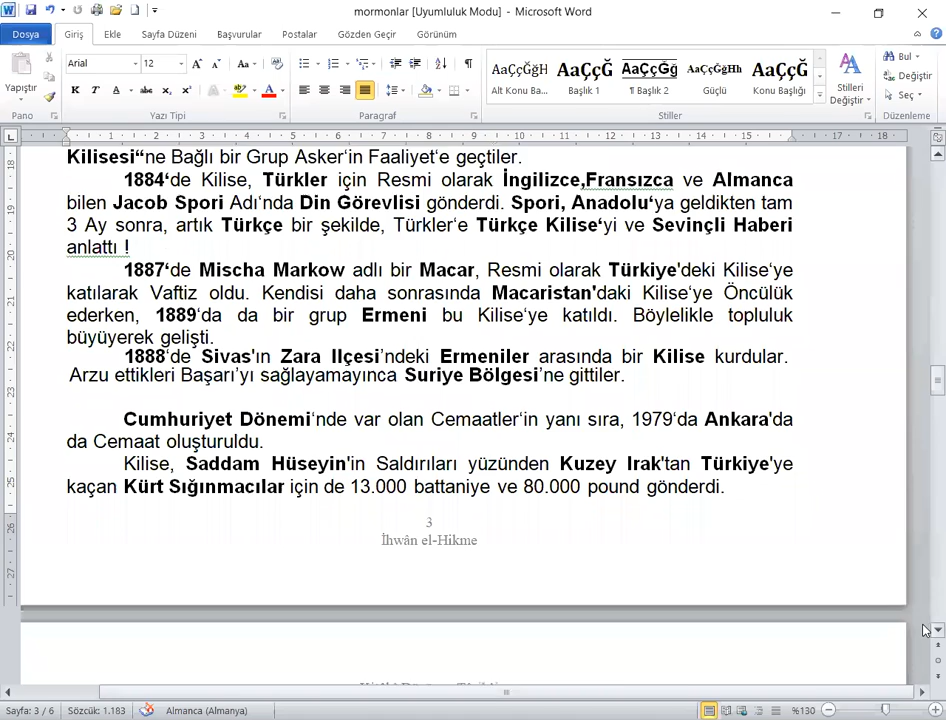 mormonlar [Uyumluluk Modu] - Microsoft Word
Dosya Giriş Ekle Sayfa Düzeni Başvurular Postalar Gözden Geçir Görünüm
Arial 12
Yapıştır
AaÇçĞğH AaÇçĞ AaÇçĞğ AaÇçĞğHh AaÇçĞ
Alt Konu Ba... Başlık 1 ¶ Başlık 2 Güçlü Konu Başlığı
Stilleri Değiştir
Bul
Değiştir
Seç
Pano Yazı Tipi Paragraf Stiller Düzenleme
Kilisesi“ne Bağlı bir Grup Asker‘in Faaliyet‘e geçtiler.
1884‘de Kilise, Türkler için Resmi olarak İngilizce,Fransızca ve Almanca
bilen Jacob Spori Adı‘nda Din Görevlisi gönderdi. Spori, Anadolu‘ya geldikten tam
3 Ay sonra, artık Türkçe bir şekilde, Türkler‘e Türkçe Kilise‘yi ve Sevinçli Haberi
anlattı !
1887‘de Mischa Markow adlı bir Macar, Resmi olarak Türkiye'deki Kilise‘ye
katılarak Vaftiz oldu. Kendisi daha sonrasında Macaristan'daki Kilise‘ye Öncülük
ederken, 1889‘da da bir grup Ermeni bu Kilise‘ye katıldı. Böylelikle topluluk
büyüyerek gelişti.
1888‘de Sivas'ın Zara Ilçesi’ndeki Ermeniler arasında bir Kilise kurdular.
Arzu ettikleri Başarı’yı sağlayamayınca Suriye Bölgesi’ne gittiler.
Cumhuriyet Dönemi‘nde var olan Cemaatler‘in yanı sıra, 1979‘da Ankara'da
da Cemaat oluşturuldu.
Kilise, Saddam Hüseyin'in Saldırıları yüzünden Kuzey Irak'tan Türkiye'ye
kaçan Kürt Sığınmacılar için de 13.000 battaniye ve 80.000 pound gönderdi.
3
İhwân el-Hikme
Sayfa: 3 / 6 Sözcük: 1.183 Almanca (Almanya) %130